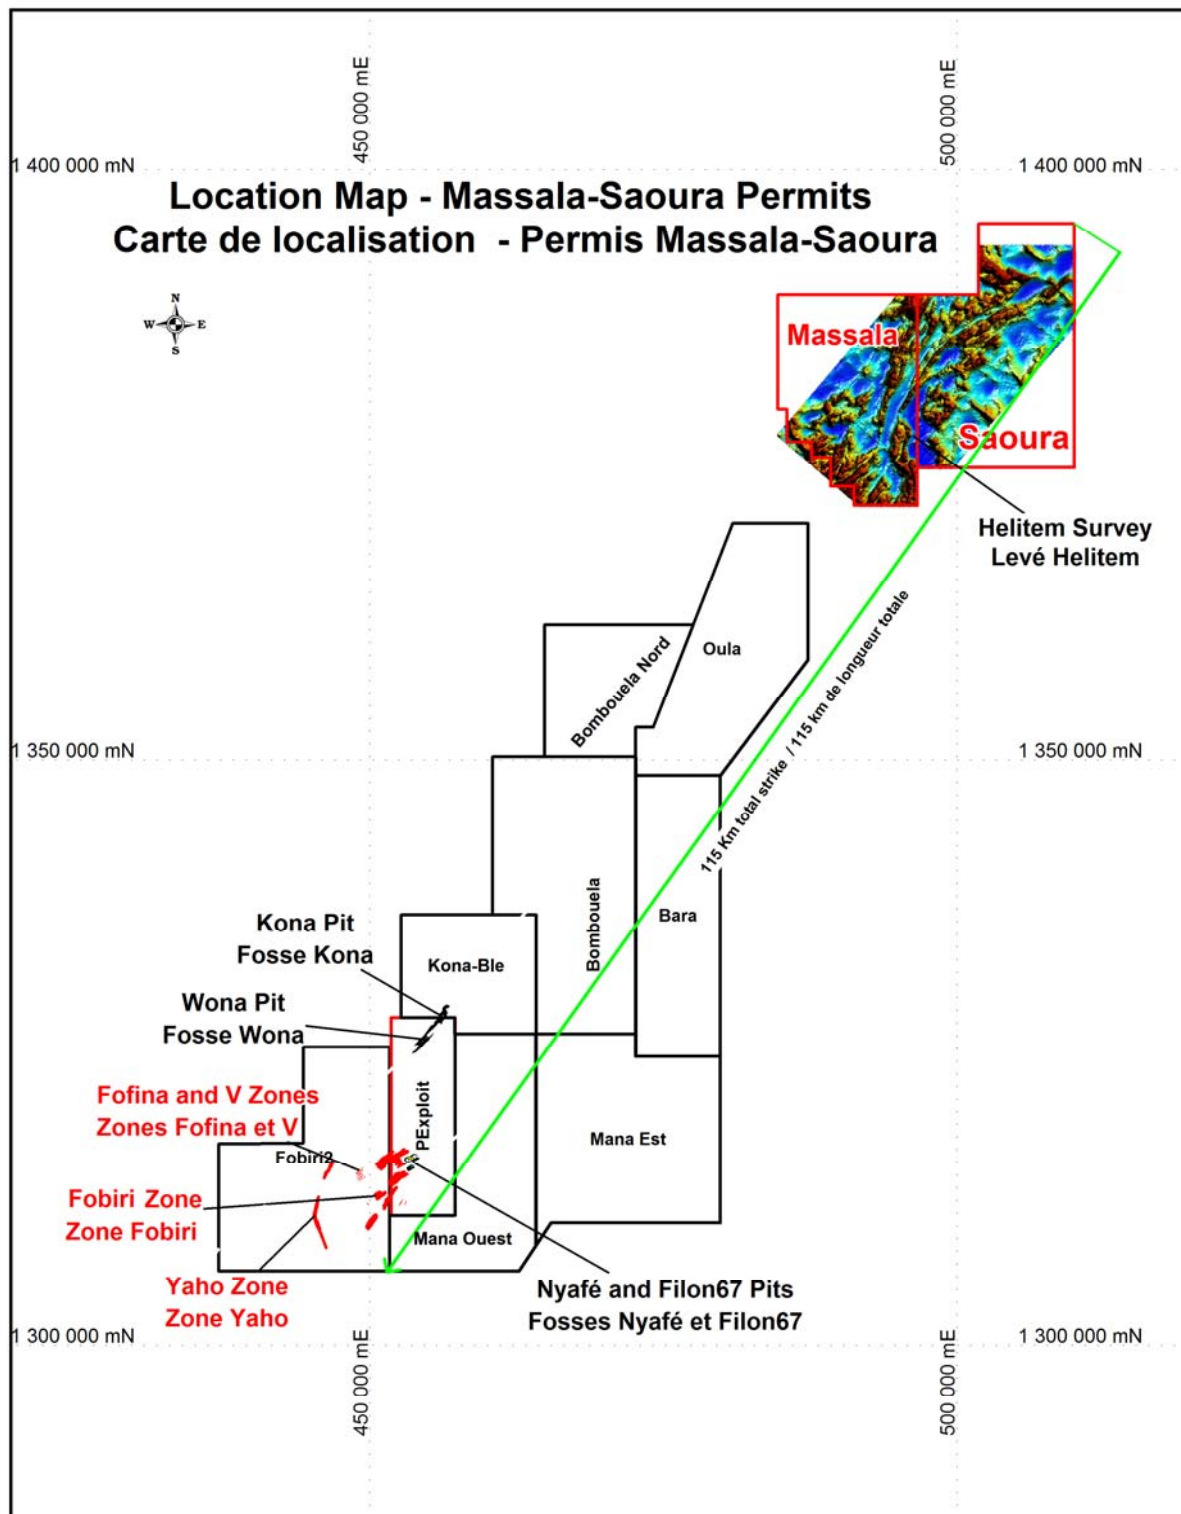 450 000 mE
500 000 mE
1 400 000 mN
1 400 000 mN
Location Map - Massala-Saoura Permits
Carte de localisation - Permis Massala-Saoura
N
W E
S
Massala
Saoura
Helitem Survey
Levé Helitem
Oula
Bombouela Nord
115 Km total strike / 115 km de longueur totale
1 350 000 mN
1 350 000 mN
Bombouela
Bara
Kona Pit
Fosse Kona
Kona-Ble
Wona Pit
Fosse Wona
Fofina and V Zones
Zones Fofina et V
PExploit
Mana Est
Fobiri2
Fobiri Zone
Zone Fobiri
Mana Ouest
Yaho Zone
Zone Yaho
Nyafé and Filon67 Pits
Fosses Nyafé et Filon67
1 300 000 mN
1 300 000 mN
450 000 mE
500 000 mE